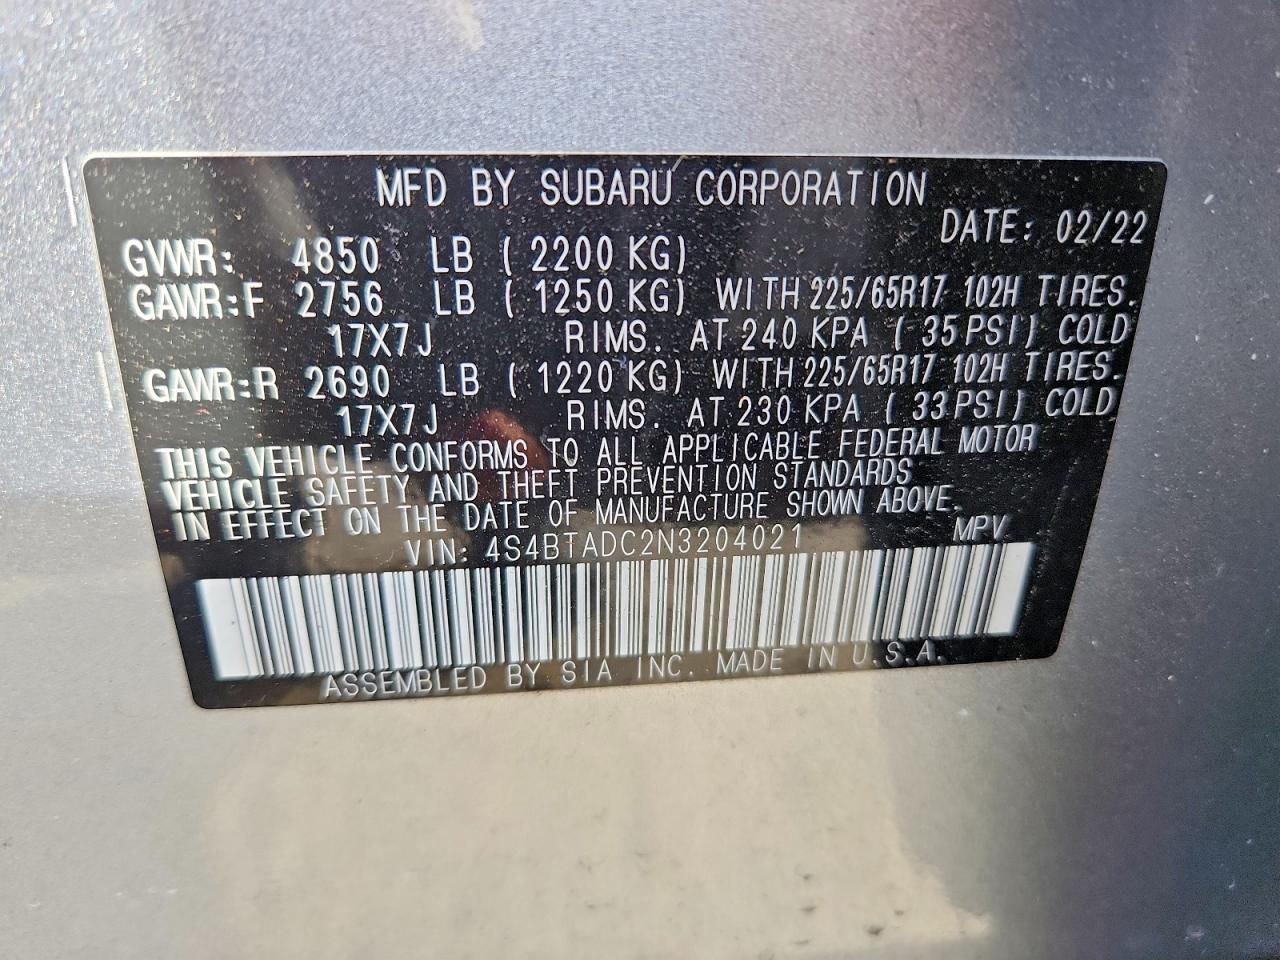 MFD BY SUBARU CORPORATION
DATE: 02/22
GVWR: 4850 LB ( 2200 KG)
GAWR:F 2756 LB ( 1250 KG) WITH 225/65R17 102H TIRES.
17X7J RIMS. AT 240 KPA ( 35 PSI) COLD
GAWR:R 2690 LB ( 1220 KG) WITH 225/65R17 102H TIRES.
17X7J RIMS. AT 230 KPA ( 33 PSI) COLD
THIS VEHICLE CONFORMS TO ALL APPLICABLE FEDERAL MOTOR
VEHICLE SAFETY AND THEFT PREVENTION STANDARDS
IN EFFECT ON THE DATE OF MANUFACTURE SHOWN ABOVE.
VIN: 4S4BTADC2N3204021 MPV
ASSEMBLED BY SIA INC. MADE IN U.S.A.